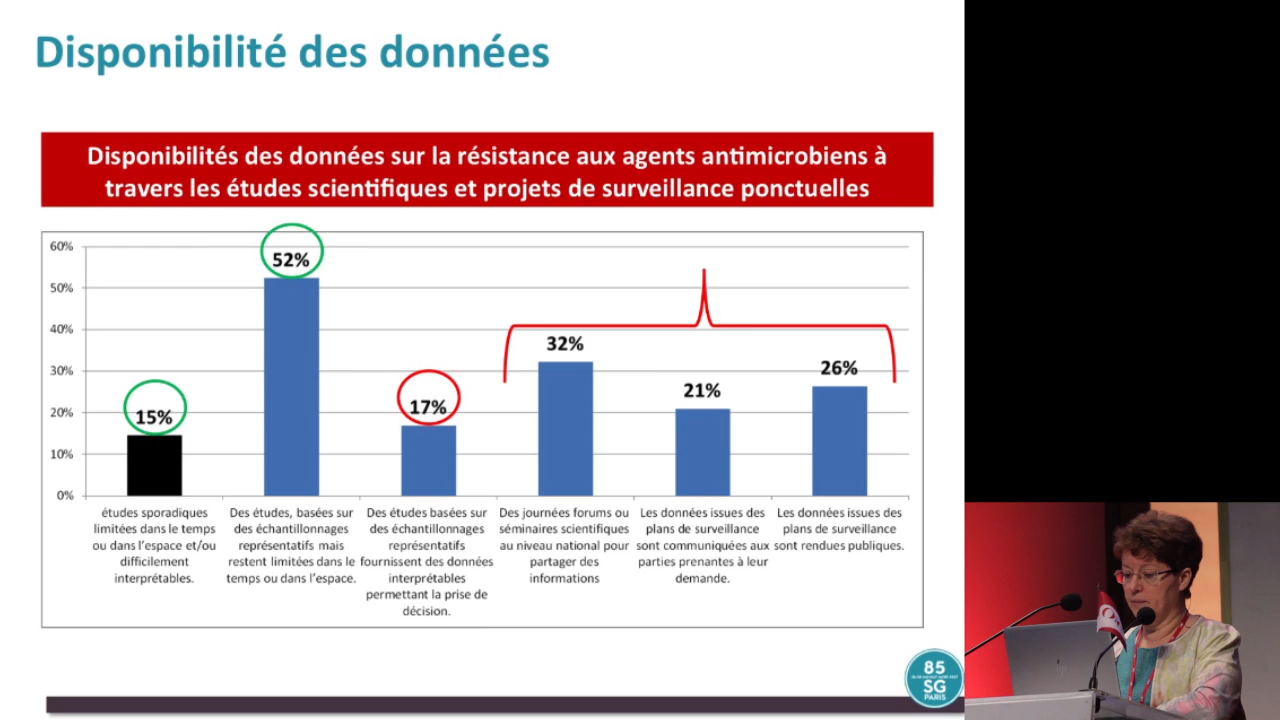 Disponibilité des données
Disponibilités des données sur la résistance aux agents antimicrobiens à
travers les études scientifiques et projets de surveillance ponctuelles
60%
50%
40%
30%
20%
10%
0%
15%
52%
17%
32%
21%
26%
études sporadiques
limitées dans le temps
ou dans l'espace et/ou
difficilement
interprétables.
Des études, basées sur
des échantillonnages
représentatifs mais
restent limitées dans le
temps ou dans l'espace.
Des études basées sur
des échantillonnages
représentatifs
fournissent des données
interprétables
permettant la prise de
décision.
Des journées forums ou
séminaires scientifiques
au niveau national pour
partager des
informations
Les données issues des
plans de surveillance
sont communiquées aux
parties prenantes à leur
demande.
Les données issues des
plans de surveillance
sont rendues publiques.
85
SG
PARIS
hp